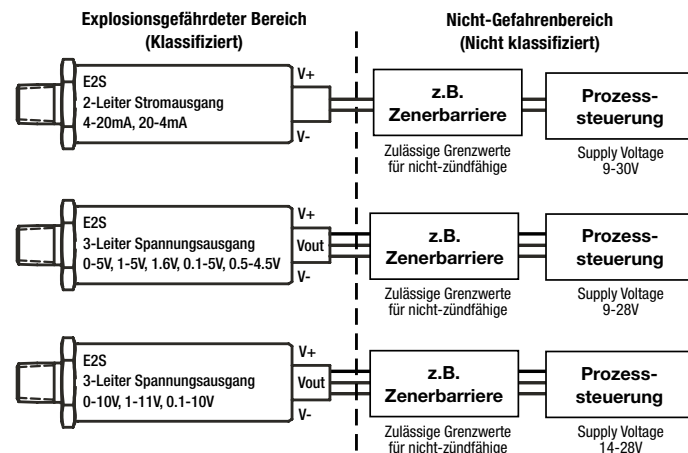 Explosionsgefährdeter Bereich
(Klassifiziert)
Nicht-Gefahrenbereich
(Nicht klassifiziert)
E2S
2-Leiter Stromausgang
4-20mA, 20-4mA
V+
V-
z.B.
Zenerbarriere
Zulässige Grenzwerte
für nicht-zündfähige
Prozess-
steuerung
Supply Voltage
9-30V
E2S
3-Leiter Spannungsausgang
0-5V, 1-5V, 1.6V, 0.1-5V, 0.5-4.5V
V+
Vout
V-
z.B.
Zenerbarriere
Zulässige Grenzwerte
für nicht-zündfähige
Prozess-
steuerung
Supply Voltage
9-28V
E2S
3-Leiter Spannungsausgang
0-10V, 1-11V, 0.1-10V
V+
Vout
V-
z.B.
Zenerbarriere
Zulässige Grenzwerte
für nicht-zündfähige
Prozess-
steuerung
Supply Voltage
14-28V